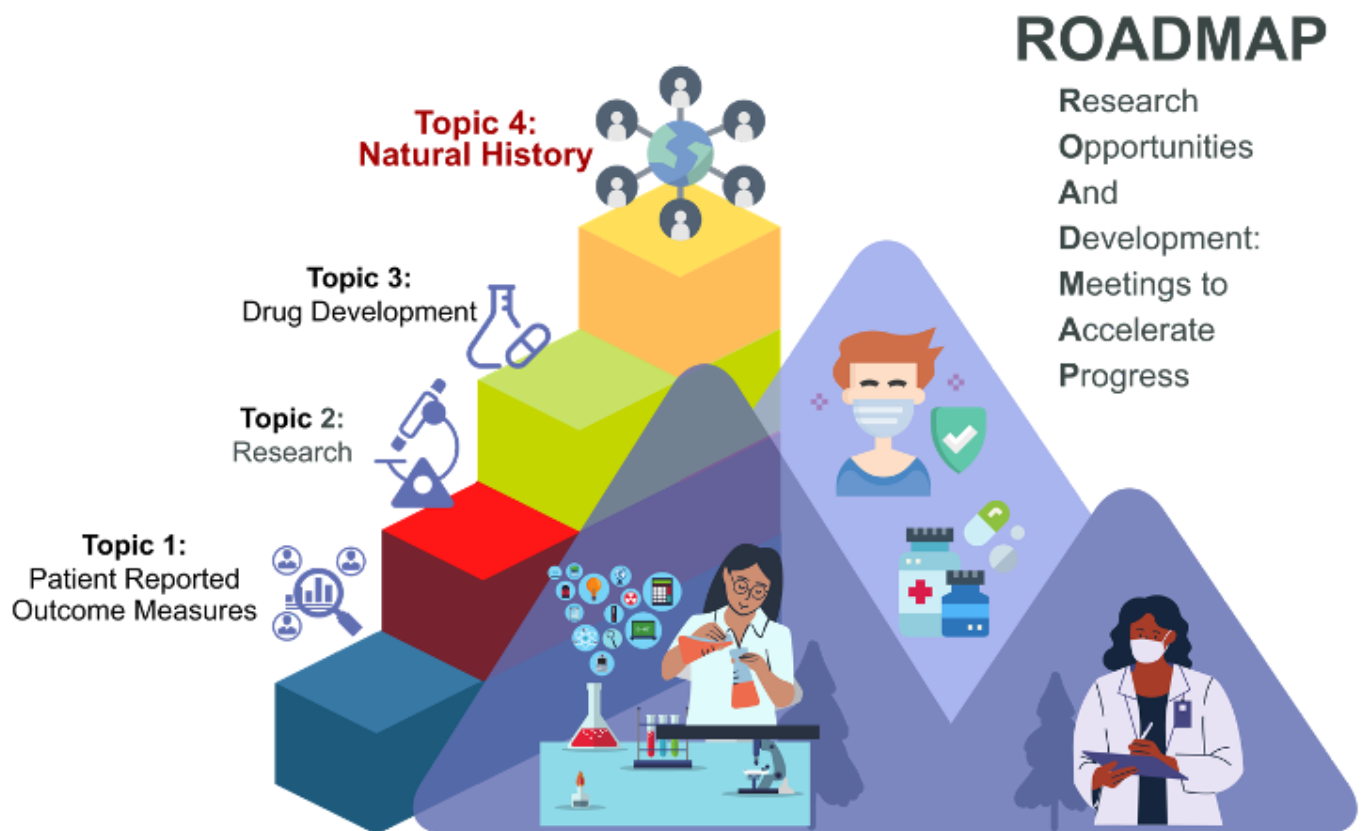 ROADMAP
Research
Opportunities
And
Development:
Meetings to
Accelerate
Progress
Topic 4:
Natural History
Topic 3:
Drug Development
Topic 2:
Research
Topic 1:
Patient Reported
Outcome Measures